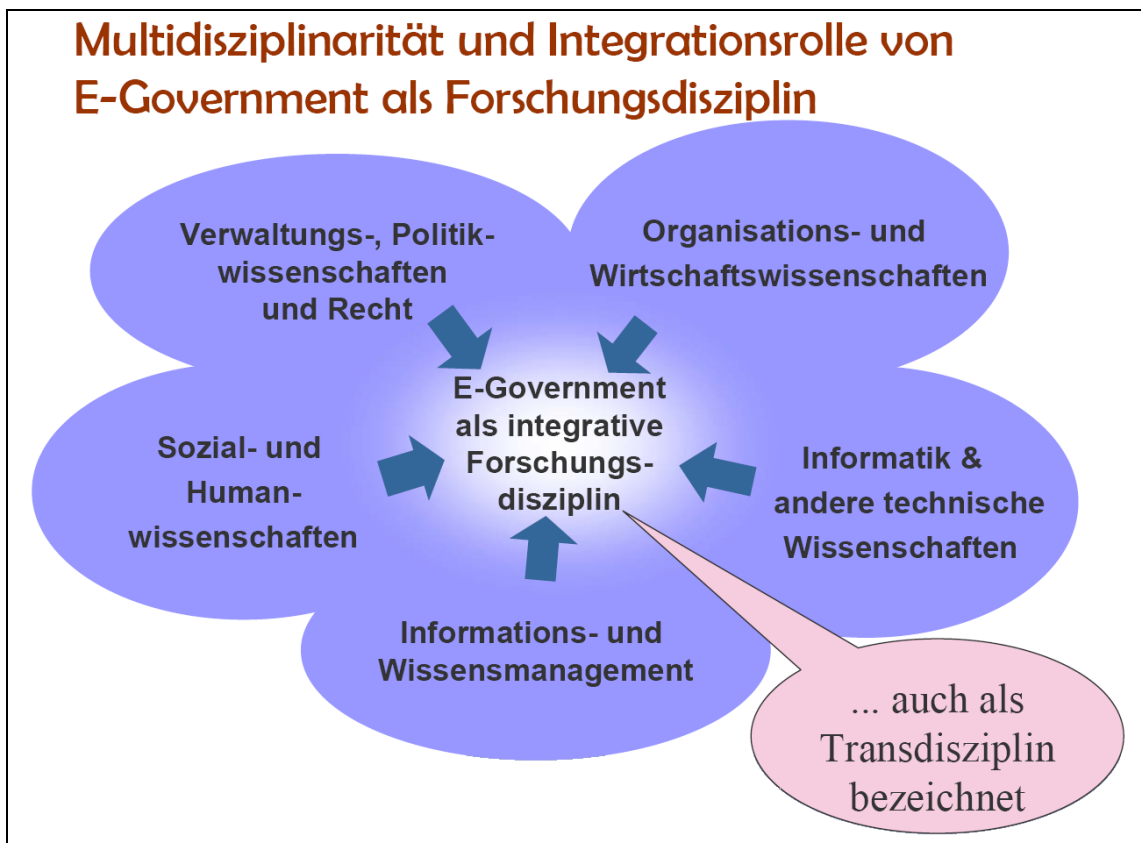 Multidisziplinarität und Integrationsrolle von
E-Government als Forschungsdisziplin
Verwaltungs-, Politik-
wissenschaften
und Recht
Organisations- und
Wirtschaftswissenschaften
E-Government
als integrative
Forschungs-
disziplin
Sozial- und
Human-
wissenschaften
Informatik &
andere technische
Wissenschaften
Informations- und
Wissensmanagement
... auch als
Transdisziplin
bezeichnet